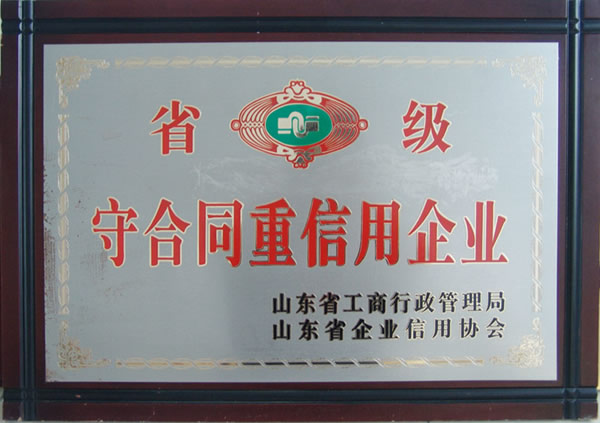 省 级
守合同重信用企业
山东省工商行政管理局
山东省企业信用协会